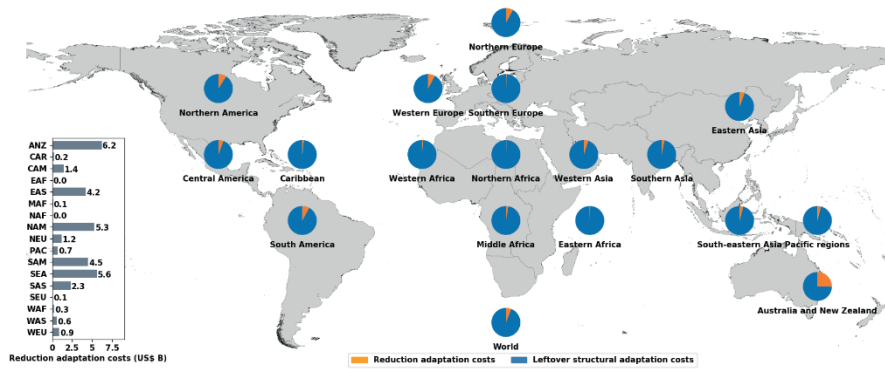 Northern Europe
Northern America
Western Europe
Southern Europe
Eastern Asia
Central America
Caribbean
Western Africa
Northern Africa
Western Asia
Southern Asia
South America
Middle Africa
Eastern Africa
South-eastern Asia
Pacific regions
Australia and New Zealand
World
ANZ 6.2
CAR 0.2
CAM 1.4
EAF 0.0
EAS 4.2
MAF 0.1
NAF 0.0
NAM 5.3
NEU 1.2
PAC 0.7
SAM 4.5
SEA 5.6
SAS 2.3
SEU 0.1
WAF 0.3
WAS 0.6
WEU 0.9
0 2.5 5 7.5
Reduction adaptation costs (US$ B)
Reduction adaptation costs
Leftover structural adaptation costs